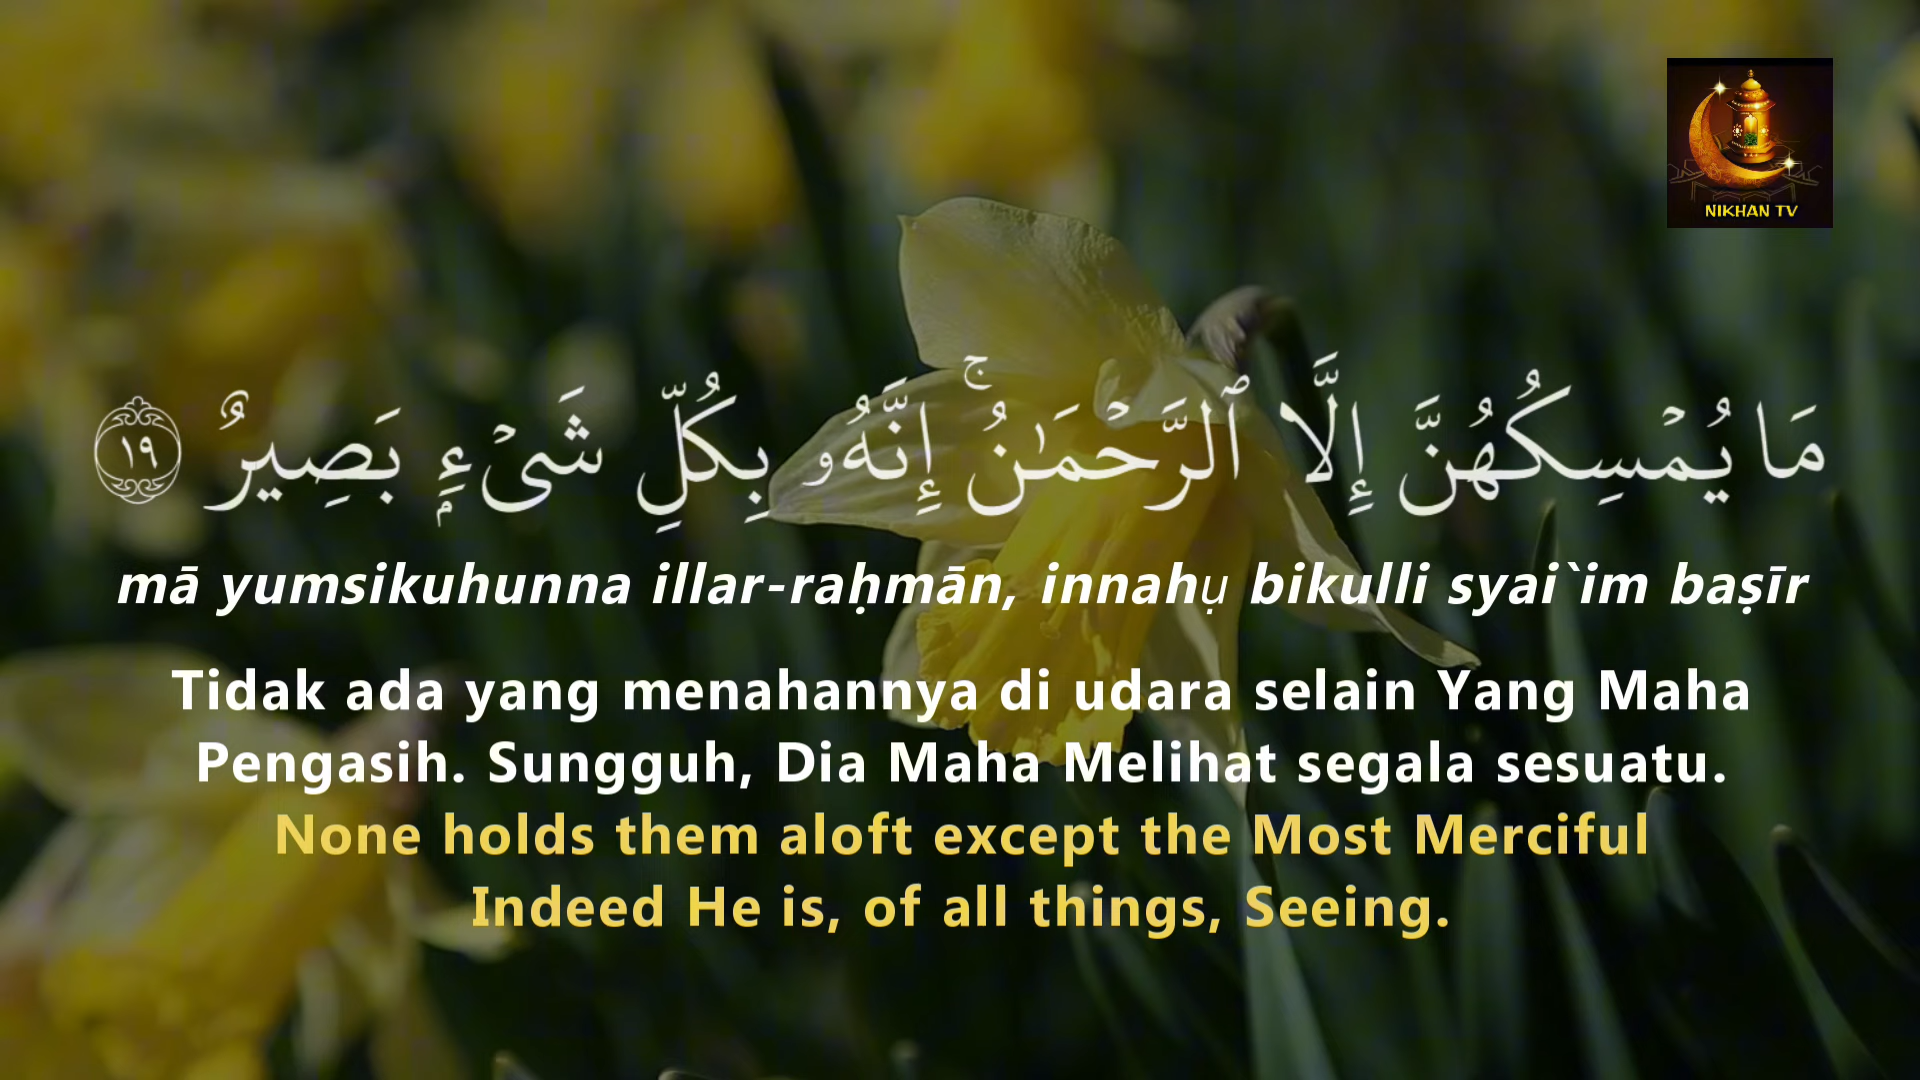 NIKHAN TV
مَا يُمۡسِكُهُنَّ إِلَّا ٱلرَّحۡمَٰنُۚ إِنَّهُۥ بِكُلِّ شَيۡءِۭ بَصِيرٌ ١٩
mā yumsikuhunna illar-raḥmān, innahụ bikulli syai`im baṣīr
Tidak ada yang menahannya di udara selain Yang Maha
Pengasih. Sungguh, Dia Maha Melihat segala sesuatu.
None holds them aloft except the Most Merciful
Indeed He is, of all things, Seeing.